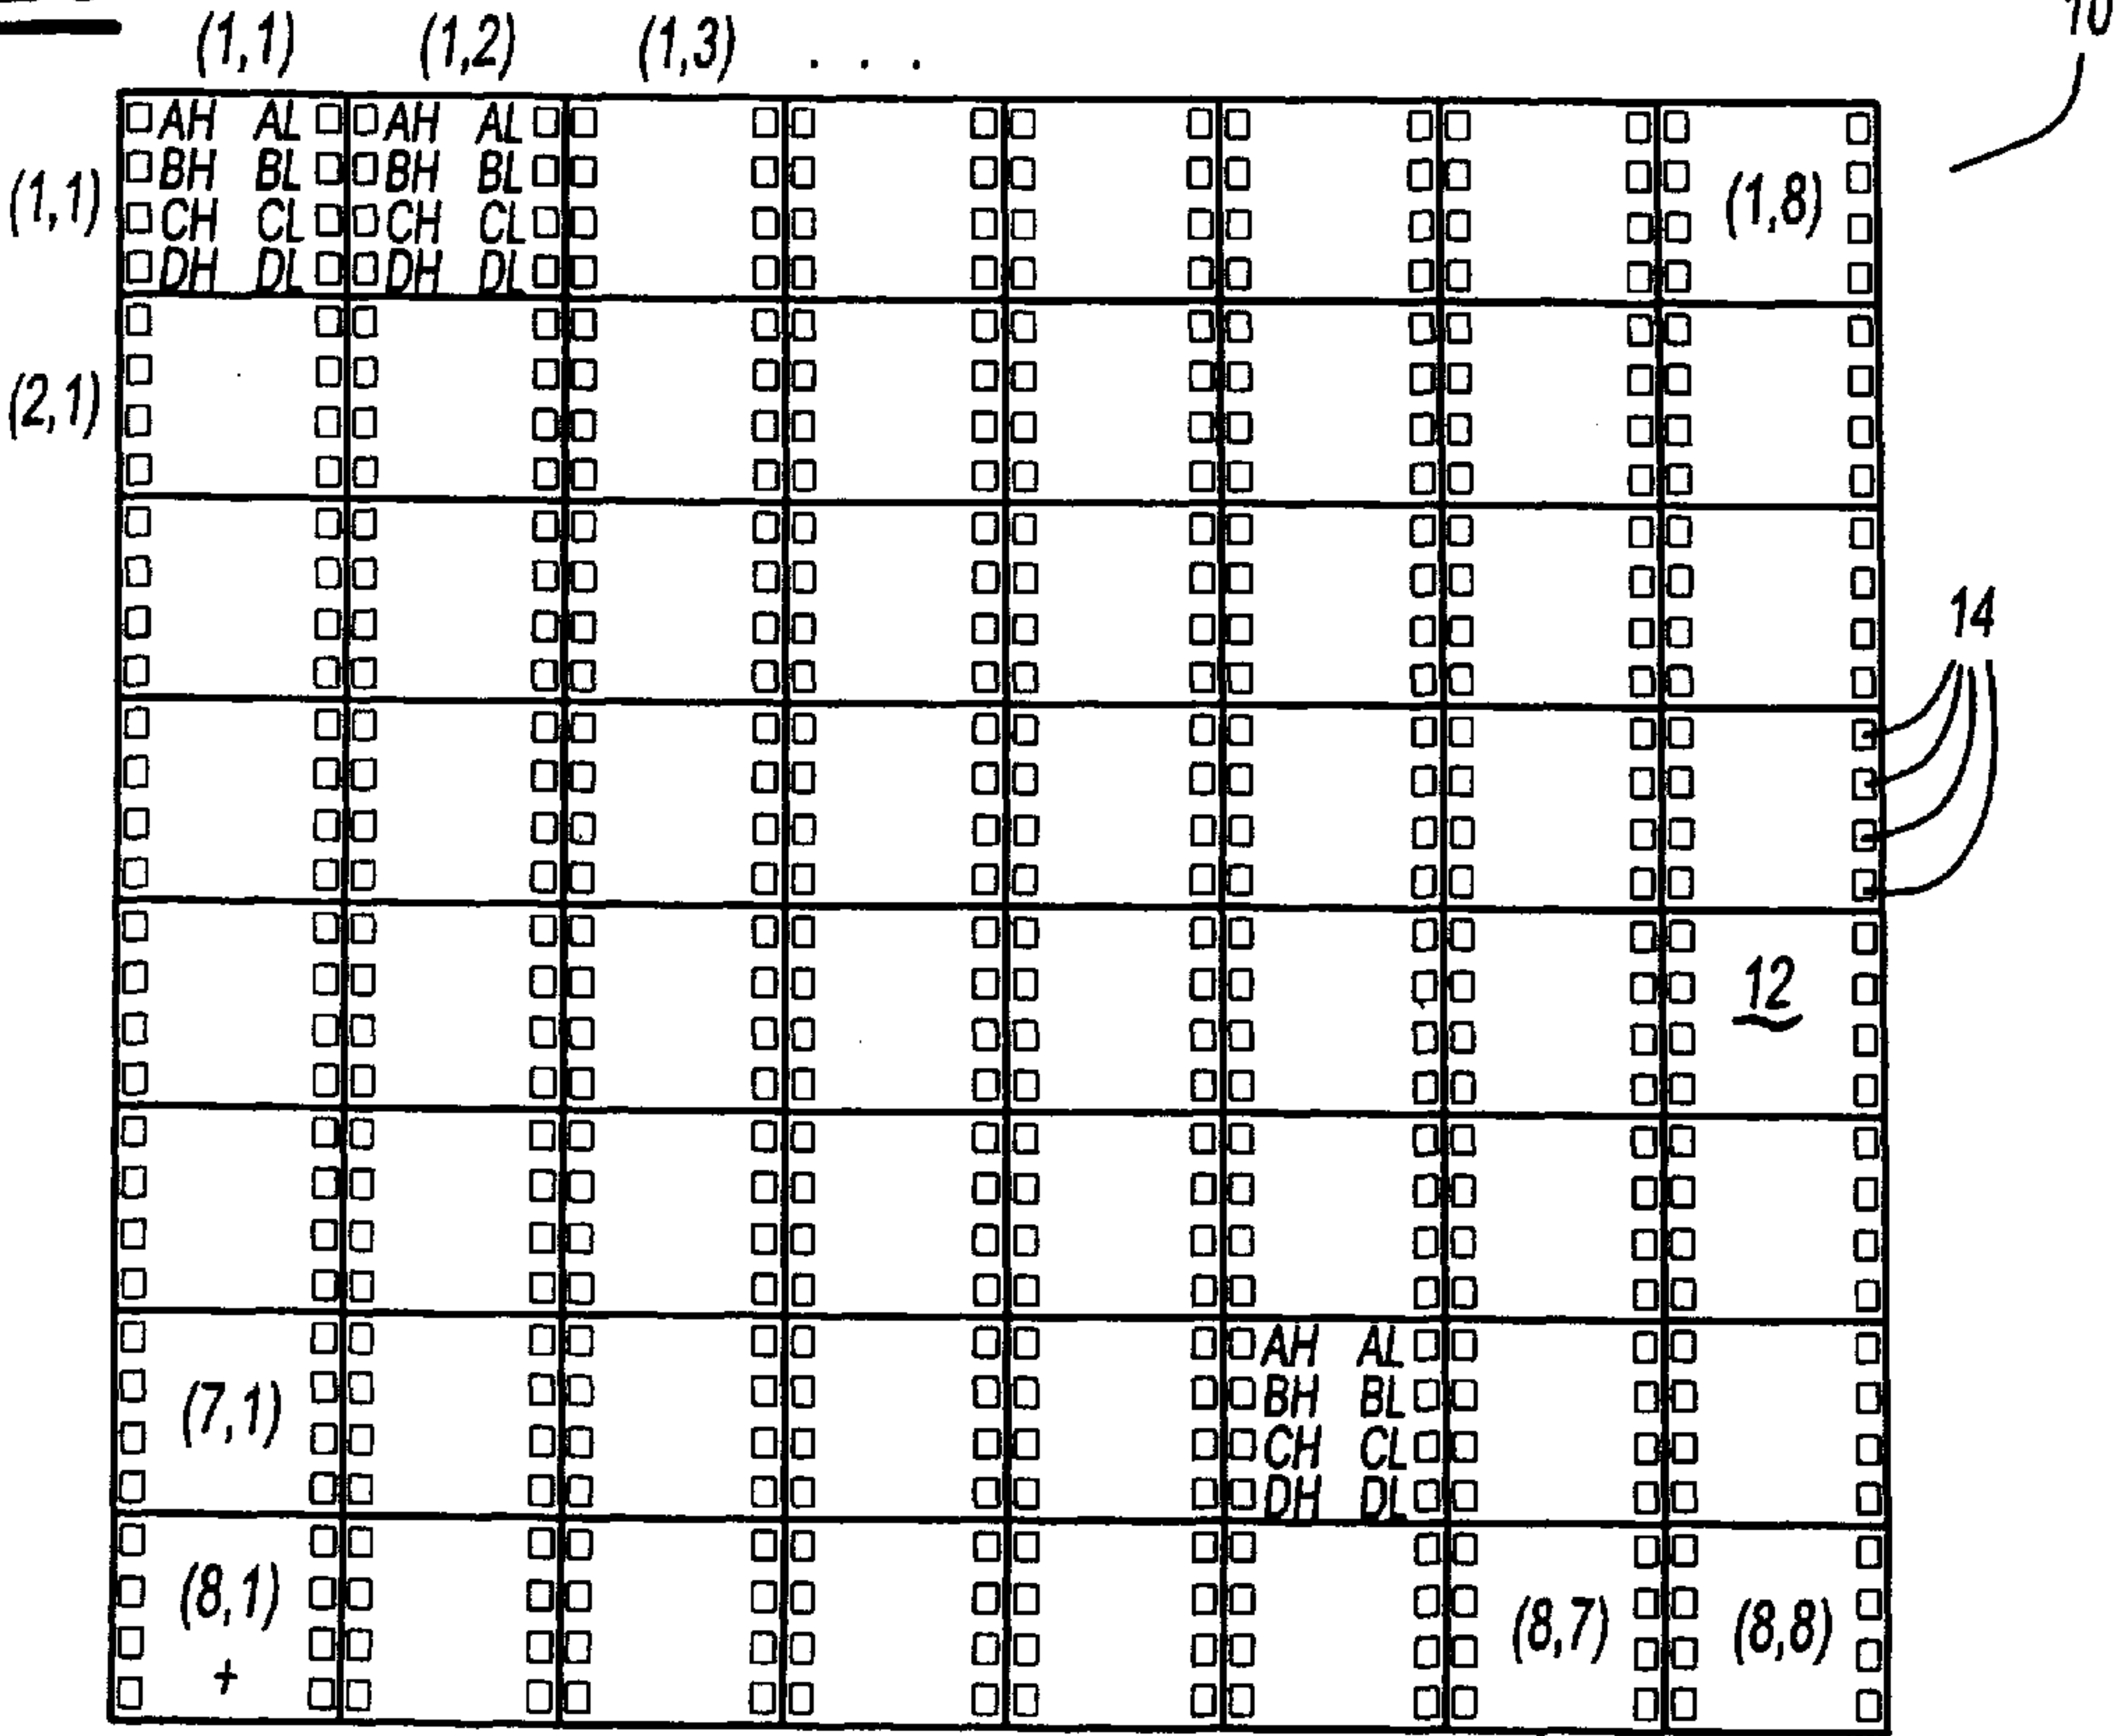 10
(1,1) (1,2) (1,3) . . .
AH AL AH AL
BH BL BH BL
CH CL CH CL
DH DL DH DL
(1,1)
(1,8)
(2,1)
14
12
AH AL
BH BL
CH CL
DH DL
(7,1)
(8,1)
+
(8,7)
(8,8)